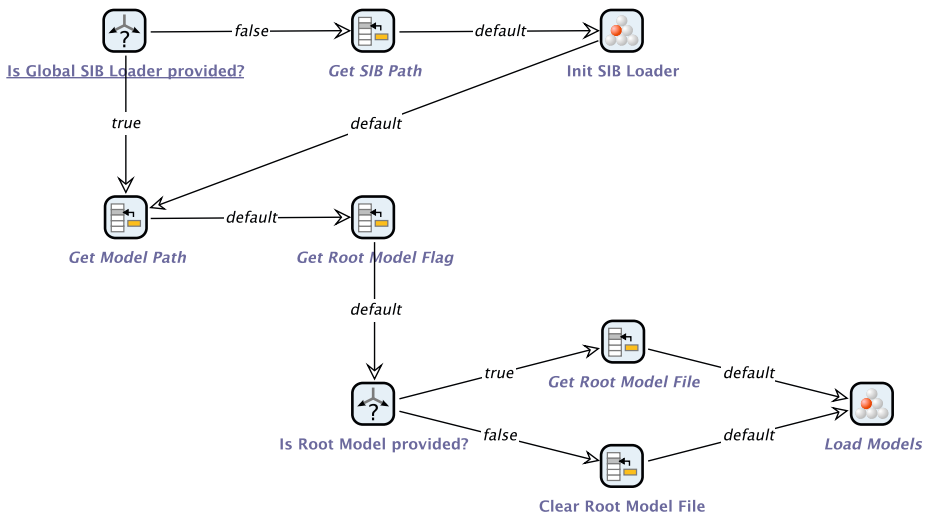 false
default
Is Global SIB Loader provided?
Get SIB Path
Init SIB Loader
true
default
default
Get Model Path
Get Root Model Flag
default
true
Get Root Model File
default
false
default
Is Root Model provided?
Load Models
Clear Root Model File